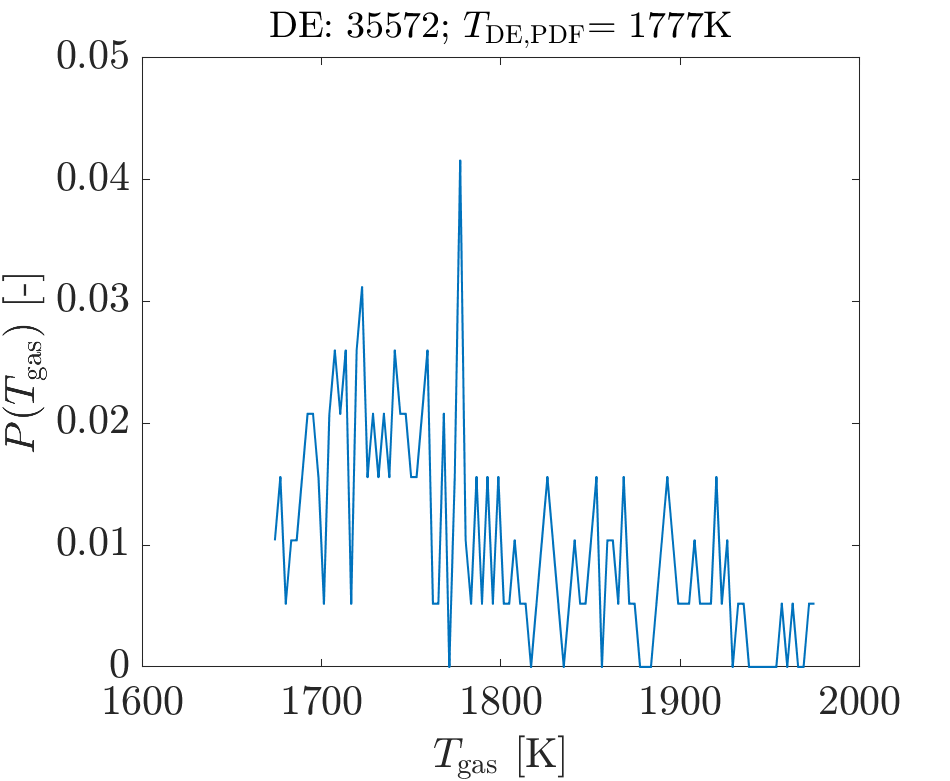 DE: 35572; T_DE,PDF= 1777K
0.05
0.04
0.03
0.02
0.01
0
P(T_gas) [-]
1600 1700 1800 1900 2000
T_gas [K]